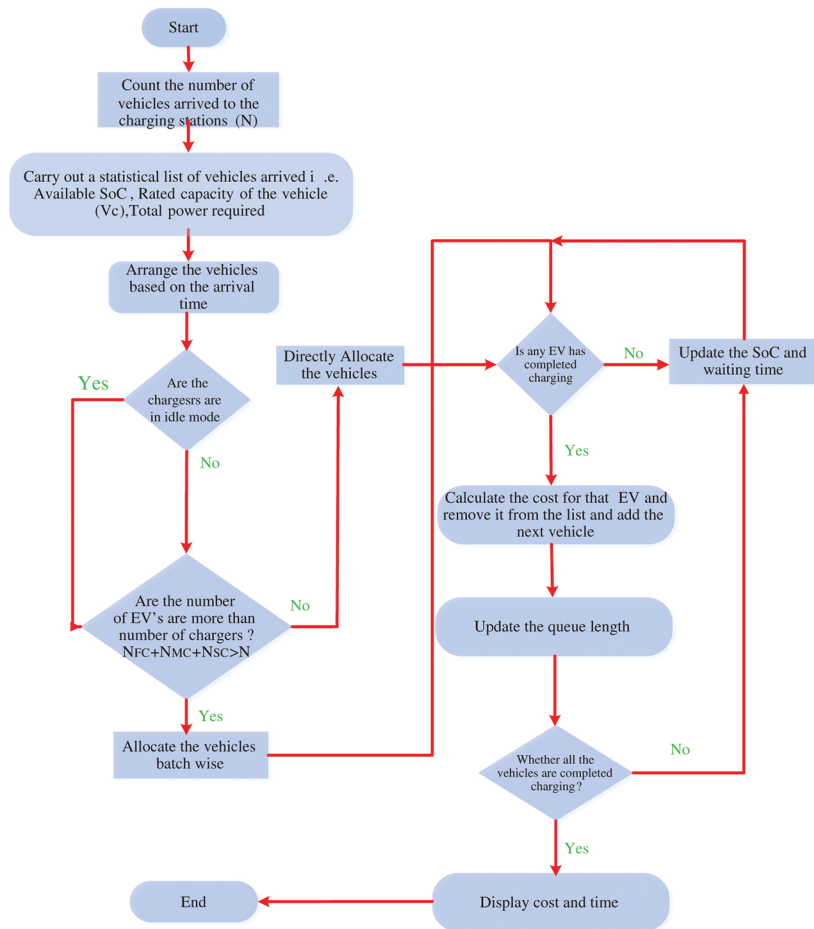 Start
Count the number of
vehicles arrived to the
charging stations (N)
Carry out a statistical list of vehicles arrived i .e.
Available SoC , Rated capacity of the vehicle
(Vc),Total power required
Arrange the vehicles
based on the arrival
time
Yes
Are the
chargesrs are
in idle mode
No
Directly Allocate
the vehicles
Are the number
of EV's are more than
number of chargers ?
NFC+NMC+NSC>N
No
Yes
Allocate the vehicles
batch wise
Is any EV has
completed
charging
No
Update the SoC and
waiting time
Yes
Calculate the cost for that EV and
remove it from the list and add the
next vehicle
Update the queue length
Whether all the
vehicles are completed
charging ?
No
Yes
Display cost and time
End